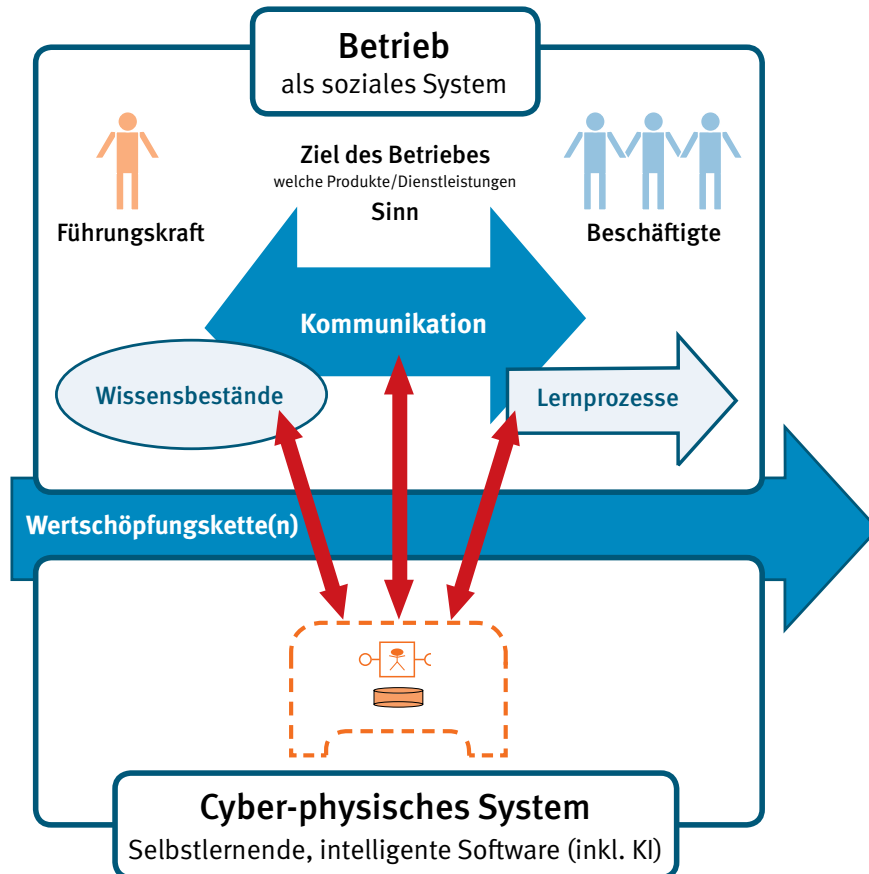 Betrieb
als soziales System
Ziel des Betriebes
welche Produkte/Dienstleistungen
Sinn
Führungskraft
Beschäftigte
Kommunikation
Wissensbestände
Lernprozesse
Wertschöpfungskette(n)
Cyber-physisches System
Selbstlernende, intelligente Software (inkl. KI)